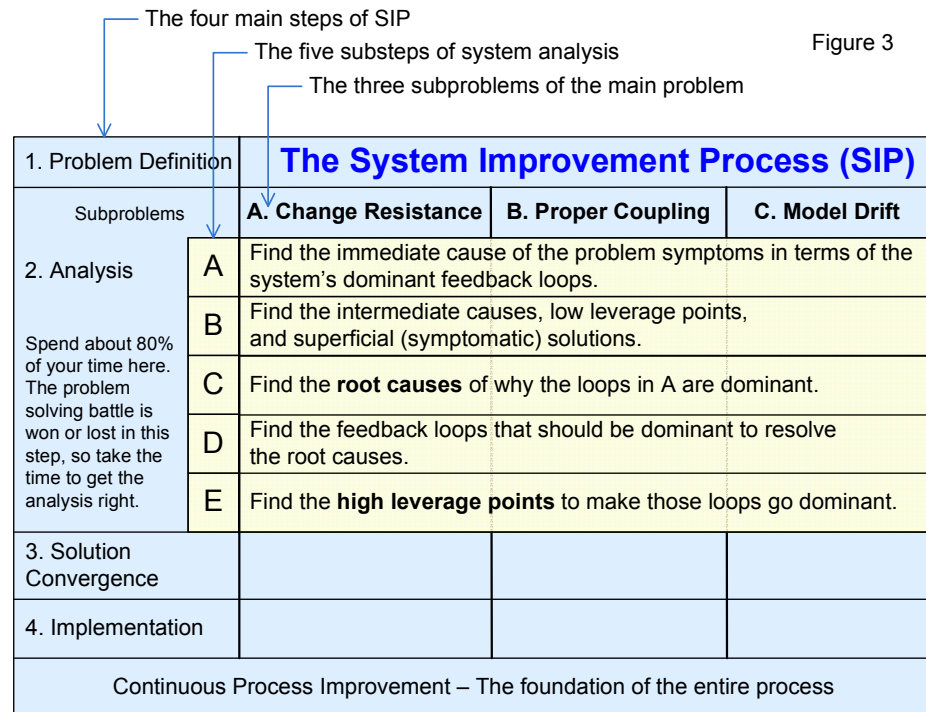 The four main steps of SIP
The five substeps of system analysis
Figure 3
The three subproblems of the main problem
1. Problem Definition
The System Improvement Process (SIP)
Subproblems
A. Change Resistance
B. Proper Coupling
C. Model Drift
2. Analysis
Spend about 80%
of your time here.
The problem
solving battle is
won or lost in this
step, so take the
time to get the
analysis right.
A
Find the immediate cause of the problem symptoms in terms of the
system’s dominant feedback loops.
B
Find the intermediate causes, low leverage points,
and superficial (symptomatic) solutions.
C
Find the root causes of why the loops in A are dominant.
D
Find the feedback loops that should be dominant to resolve
the root causes.
E
Find the high leverage points to make those loops go dominant.
3. Solution
Convergence
4. Implementation
Continuous Process Improvement – The foundation of the entire process